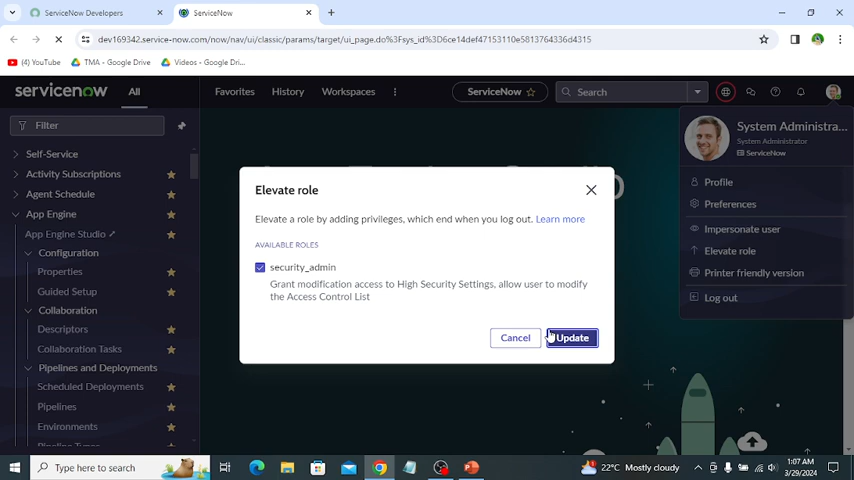 ServiceNow Developers
ServiceNow
dev169342.service-now.com/now/nav/ui/classic/params/target/ui_page.do%3Fsys_id%3D6ce14def47153110e5813764336d4315
(4) YouTube
TMA - Google Drive
Videos - Google Dri...
servicenow
All
Favorites
History
Workspaces
ServiceNow
Search
Filter
Self-Service
Activity Subscriptions
Agent Schedule
App Engine
App Engine Studio
Configuration
Properties
Guided Setup
Collaboration
Descriptors
Collaboration Tasks
Pipelines and Deployments
Scheduled Deployments
Pipelines
Environments
Elevate role
Elevate a role by adding privileges, which end when you log out. Learn more
AVAILABLE ROLES
security_admin
Grant modification access to High Security Settings, allow user to modify
the Access Control List
Cancel
Update
System Administra...
System Administrator
ServiceNow
Profile
Preferences
Impersonate user
Elevate role
Printer friendly version
Log out
Type here to search
22°C Mostly cloudy
1:07 AM
3/29/2024